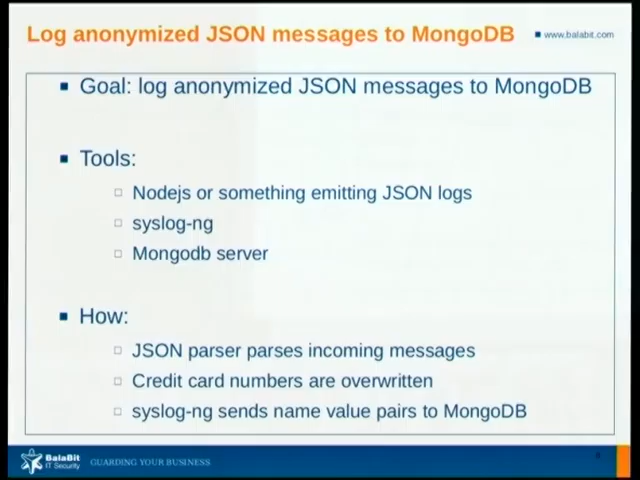 Log anonymized JSON messages to MongoDB
www.balabit.com
Goal: log anonymized JSON messages to MongoDB
Tools:
Nodejs or something emitting JSON logs
syslog-ng
Mongodb server
How:
JSON parser parses incoming messages
Credit card numbers are overwritten
syslog-ng sends name value pairs to MongoDB
BalaBit
IT Security
GUARDING YOUR BUSINESS